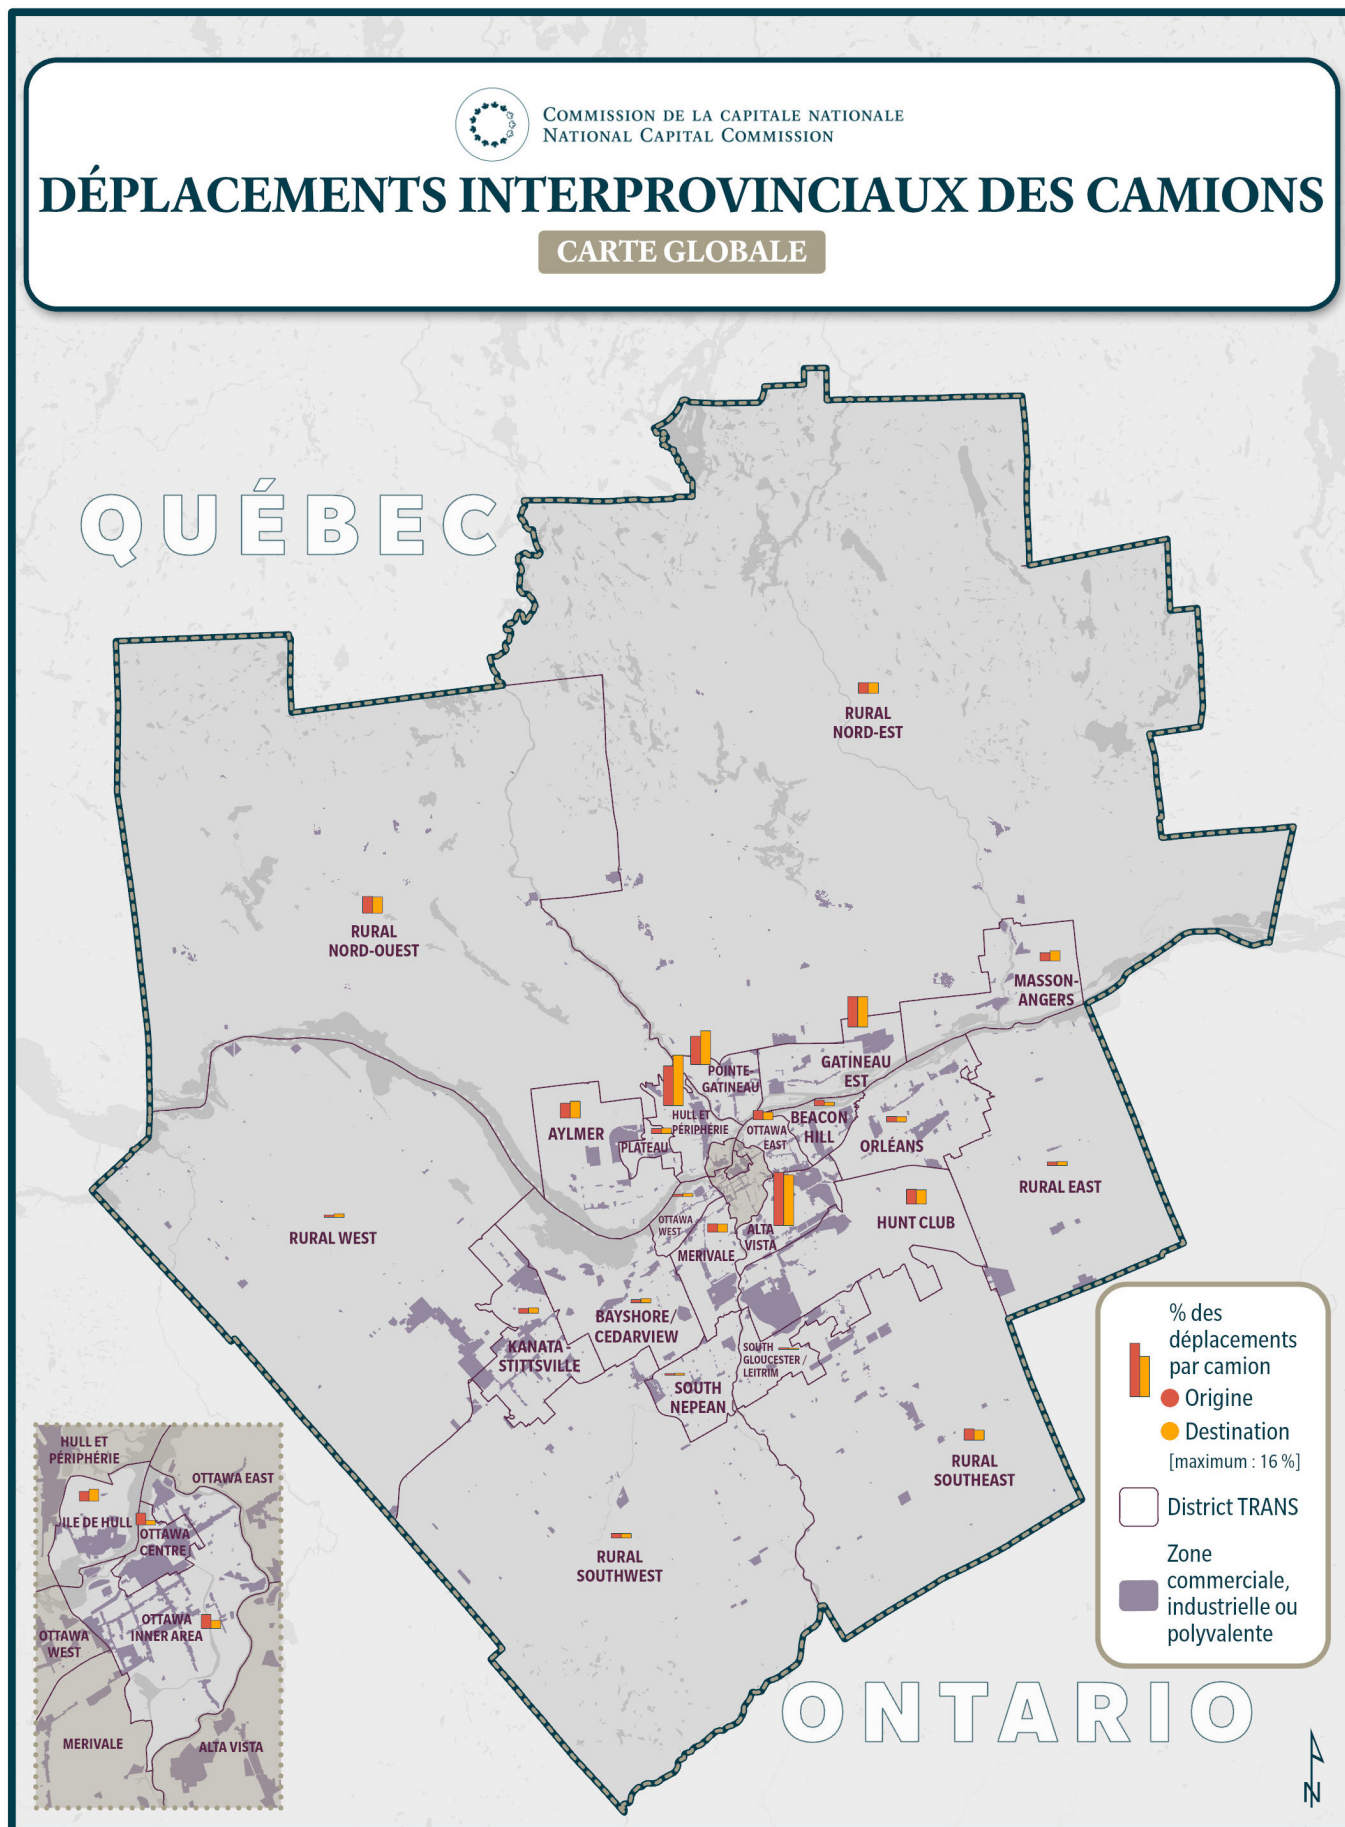 COMMISSION DE LA CAPITALE NATIONALE
NATIONAL CAPITAL COMMISSION
DÉPLACEMENTS INTERPROVINCIAUX DES CAMIONS
CARTE GLOBALE
QUÉBEC
RURAL
NORD-EST
RURAL
NORD-OUEST
MASSON-
ANGERS
GATINEAU
EST
POINTE-
GATINEAU
HULL ET
PÉRIPHÉRIE
AYLMER
PLATEAU
OTTAWA
EAST
BEACON
HILL
ORLÉANS
RURAL EAST
HUNT CLUB
OTTAWA
WEST
MERIVALE
ALTA
VISTA
RURAL WEST
BAYSHORE/
CEDARVIEW
KANATA -
STITTSVILLE
SOUTH
GLOUCESTER /
LEITRIM
SOUTH
NEPEAN
RURAL
SOUTHEAST
RURAL
SOUTHWEST
% des
déplacements
par camion
Origine
Destination
[maximum : 16 %]
District TRANS
Zone
commerciale,
industrielle ou
polyvalente
HULL ET
PÉRIPHÉRIE
OTTAWA EAST
ILE DE HULL
OTTAWA
CENTRE
OTTAWA
INNER AREA
OTTAWA
WEST
MERIVALE
ALTA VISTA
ONTARIO
N